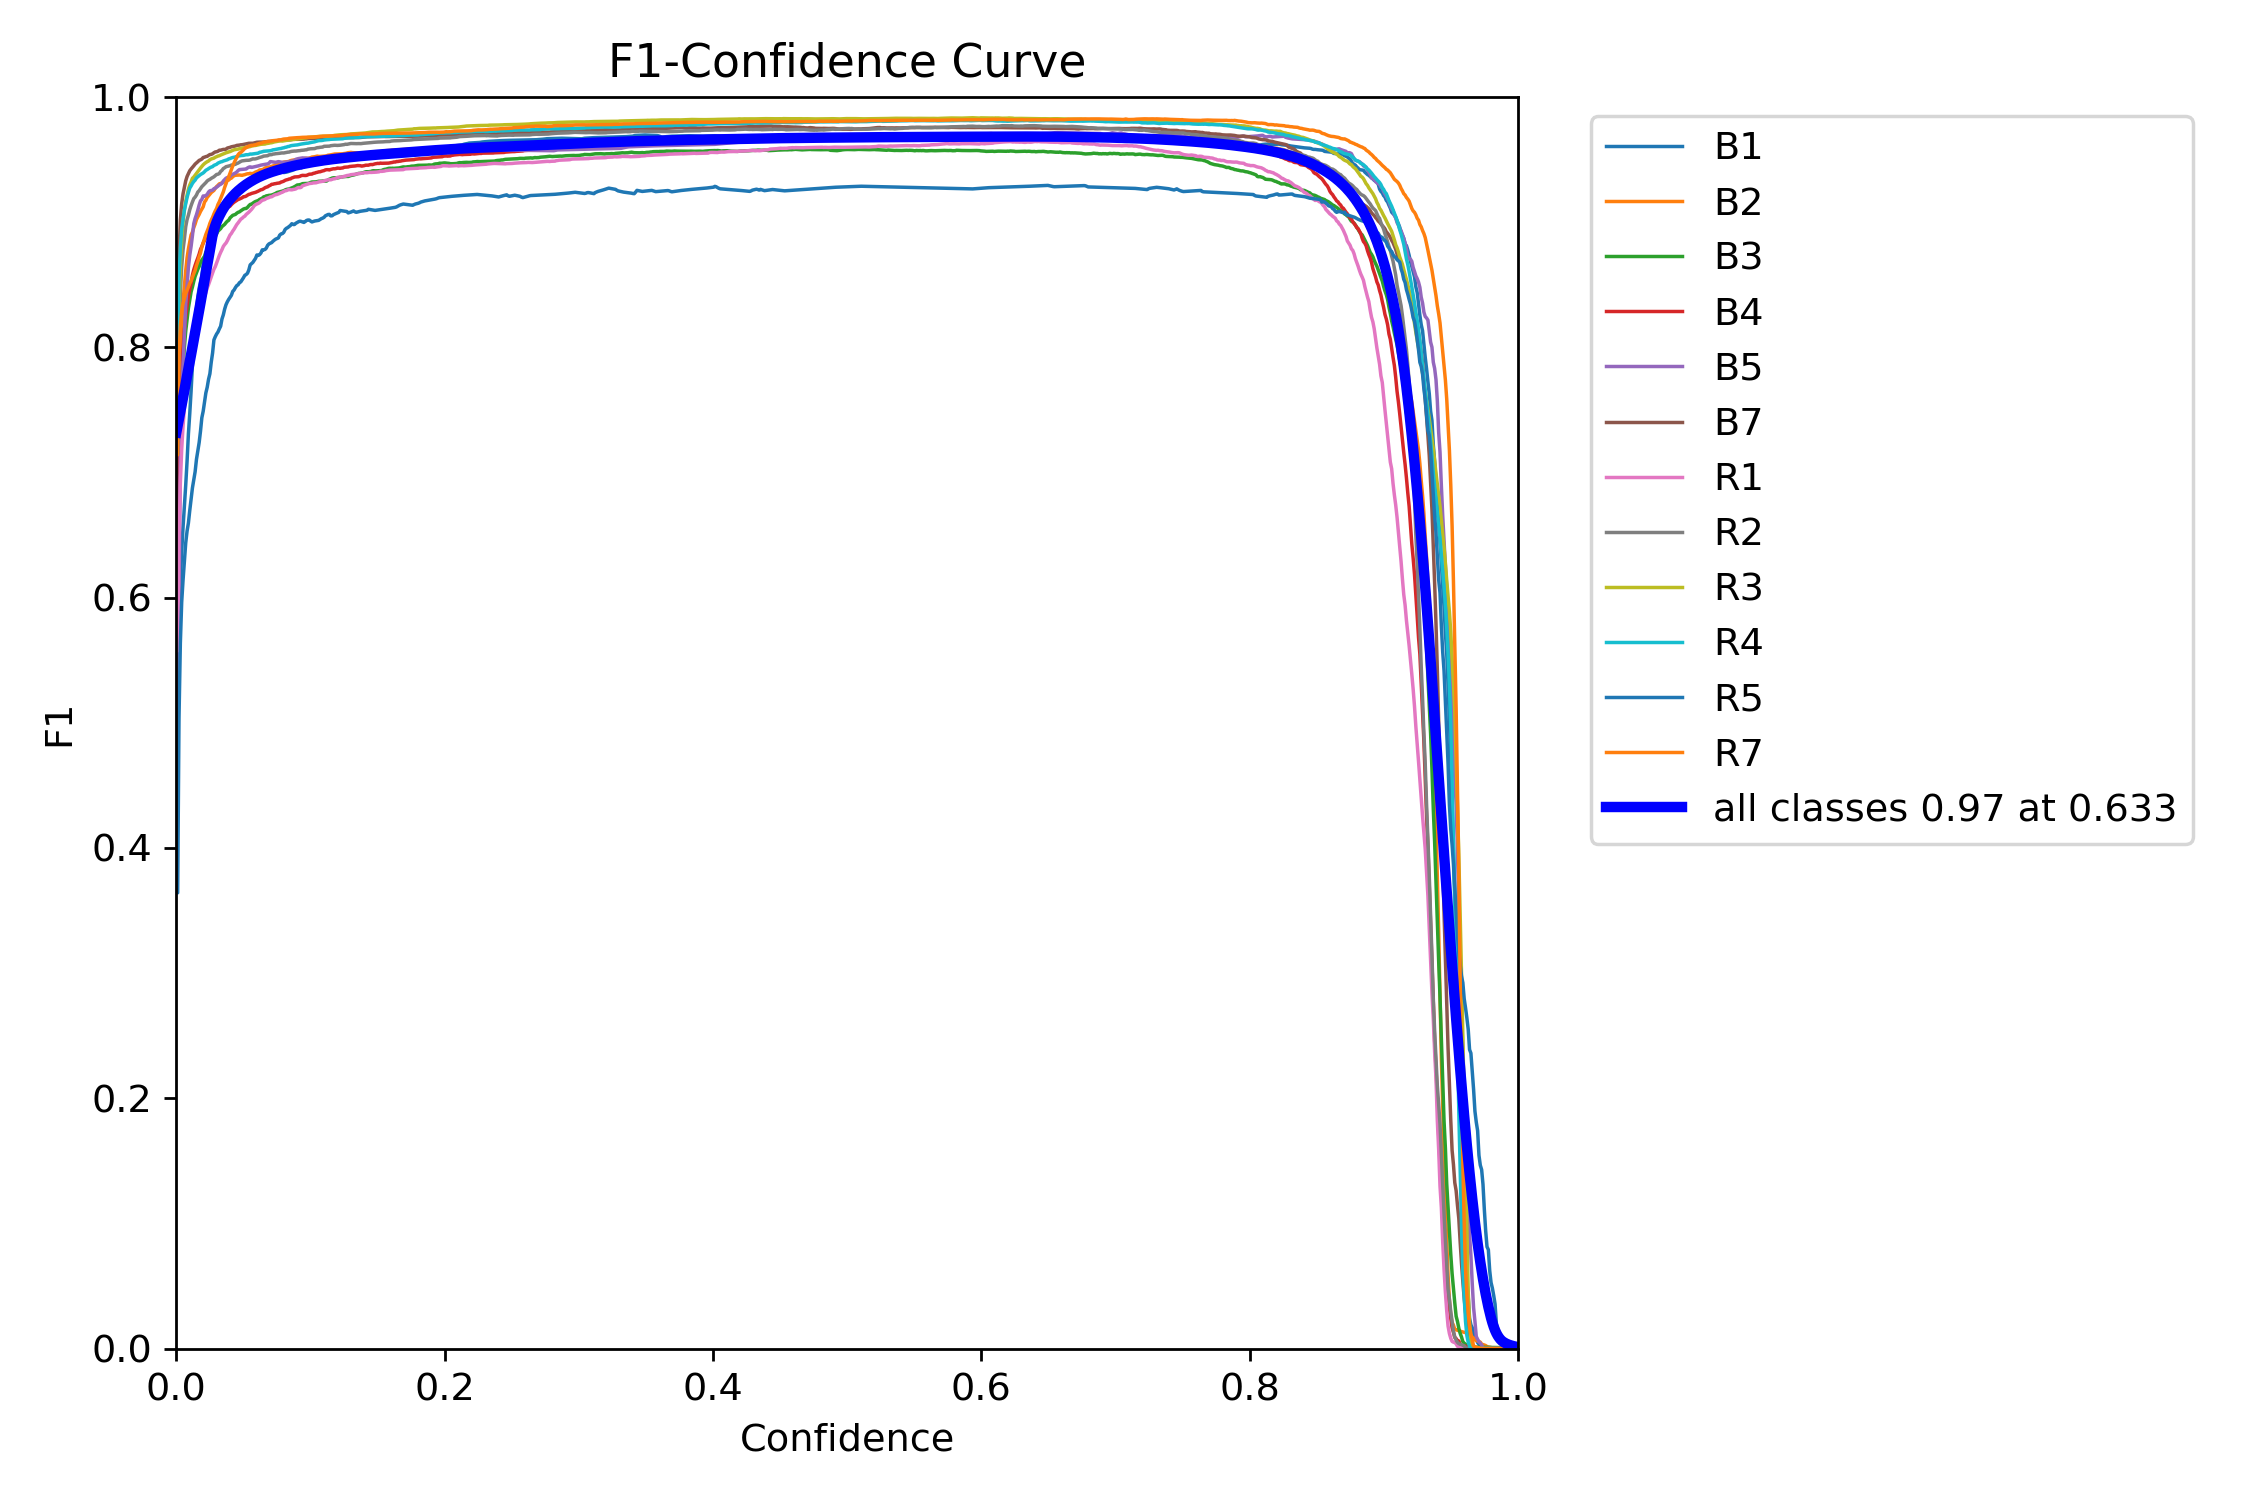 F1-Confidence Curve
1.0
0.8
0.6
0.4
0.2
0.0
F1
0.0 0.2 0.4 0.6 0.8 1.0
Confidence
B1
B2
B3
B4
B5
B7
R1
R2
R3
R4
R5
R7
all classes 0.97 at 0.633